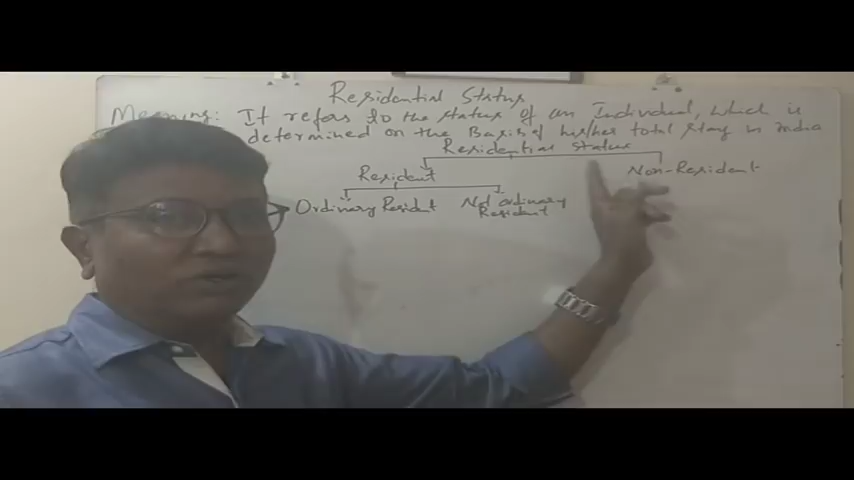 Residential Status
Meaning: It refers to the status of an Individual, which is
determined on the Basis of his/her total stay in India
Residential Status
Resident
Non-Resident
Ordinary Resident
Not ordinary
Resident